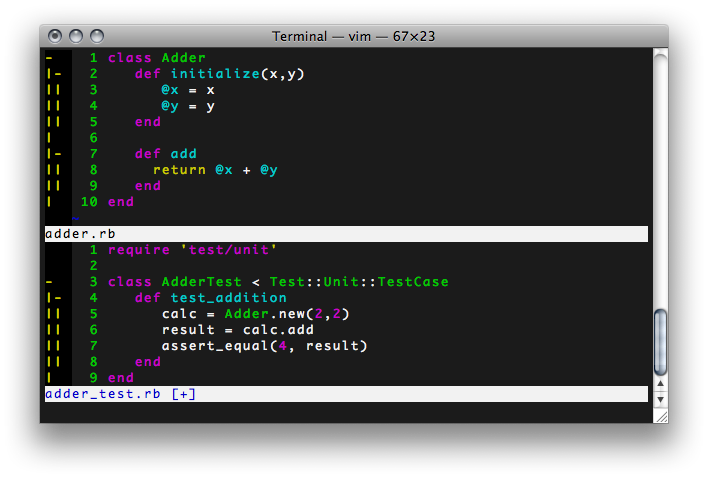 Terminal — vim — 67×23
- 1 class Adder
|- 2 def initialize(x,y)
|| 3 @x = x
|| 4 @y = y
|| 5 end
| 6
|- 7 def add
|| 8 return @x + @y
|| 9 end
| 10 end
~
adder.rb
1 require 'test/unit'
2
- 3 class AdderTest < Test::Unit::TestCase
|- 4 def test_addition
|| 5 calc = Adder.new(2,2)
|| 6 result = calc.add
|| 7 assert_equal(4, result)
|| 8 end
| 9 end
adder_test.rb [+]